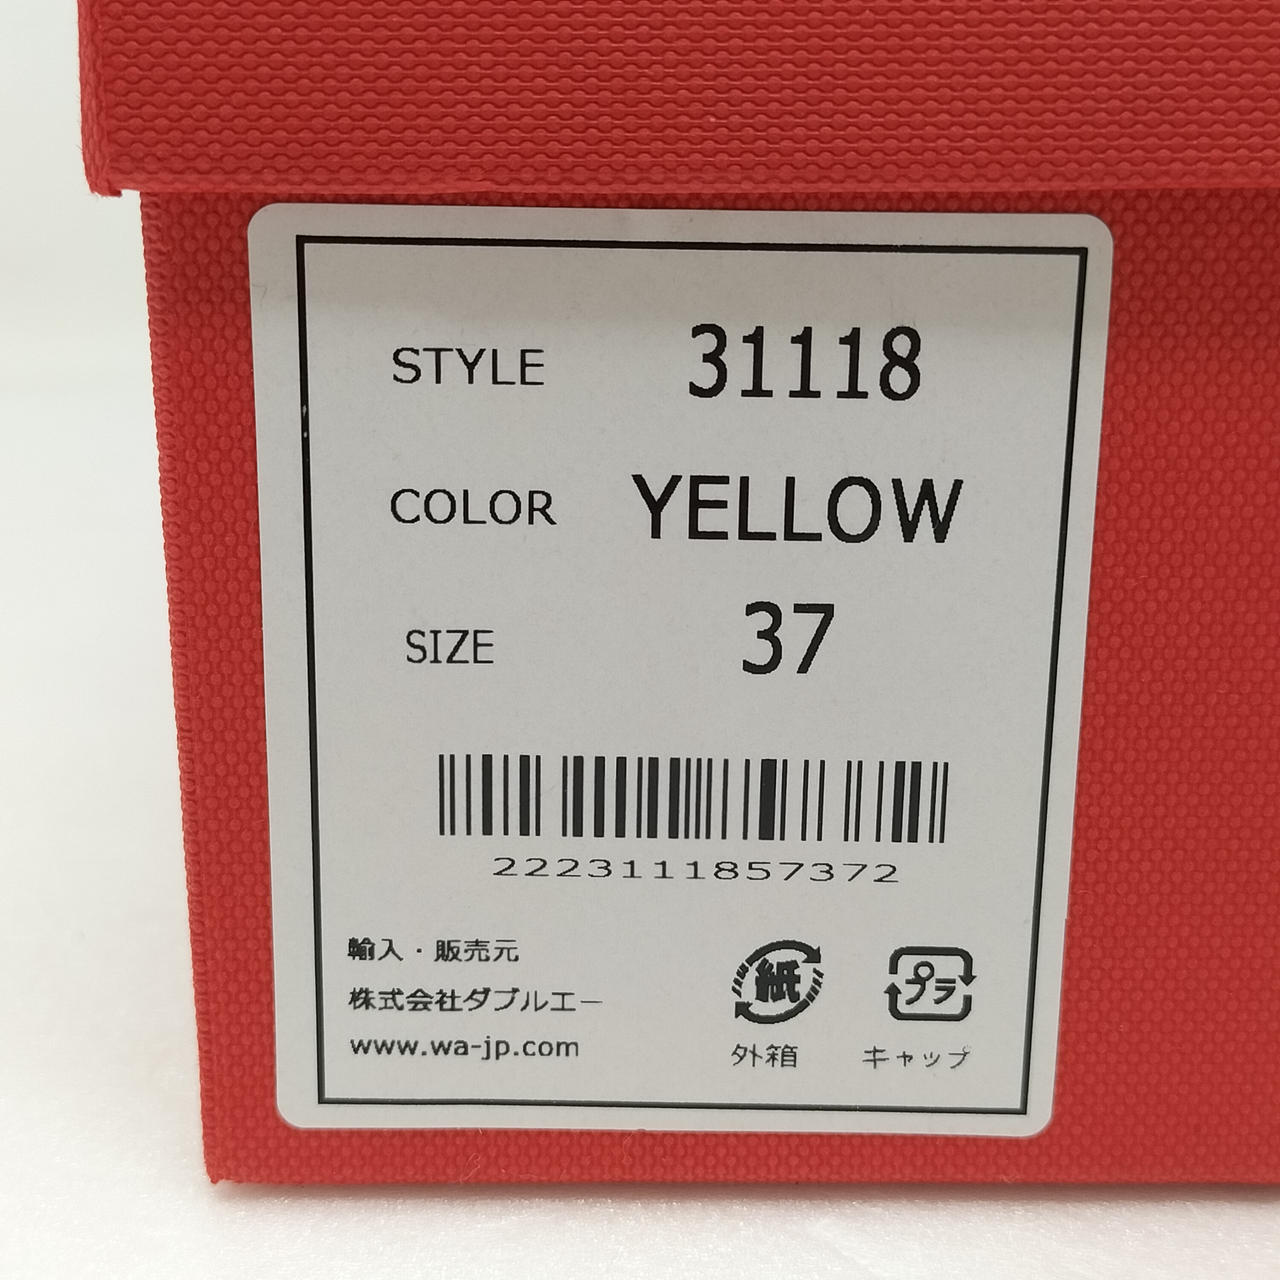 STYLE 31118
COLOR YELLOW
SIZE 37
2223111857372
輸入・販売元
株式会社ダブルエー
www.wa-jp.com
紙
外箱
プラ
キャップ